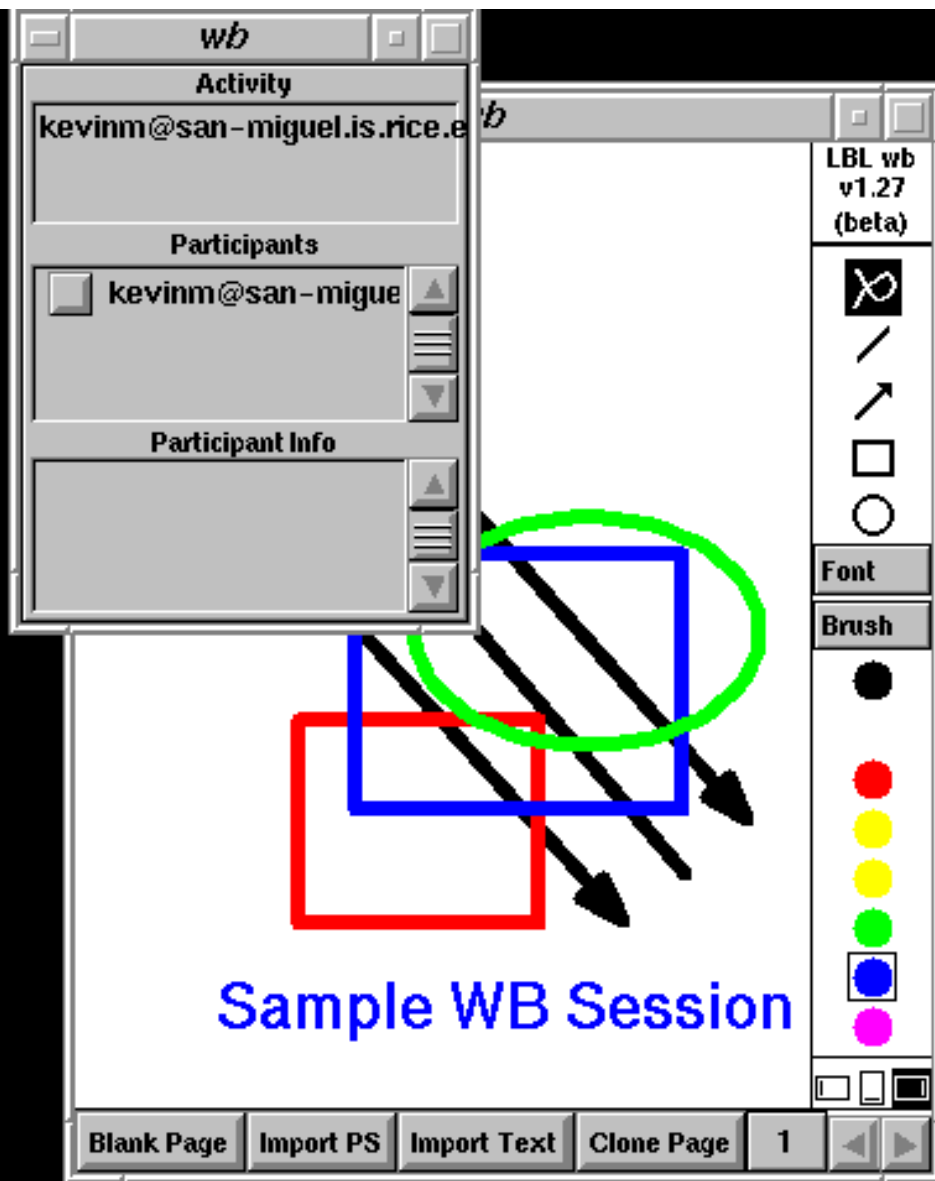 wb
Activity
kevinm@san-miguel.is.rice.e
Participants
kevinm@san-migue
Participant Info
LBL wb
v1.27
(beta)
Font
Brush
Sample WB Session
Blank Page
Import PS
Import Text
Clone Page
1